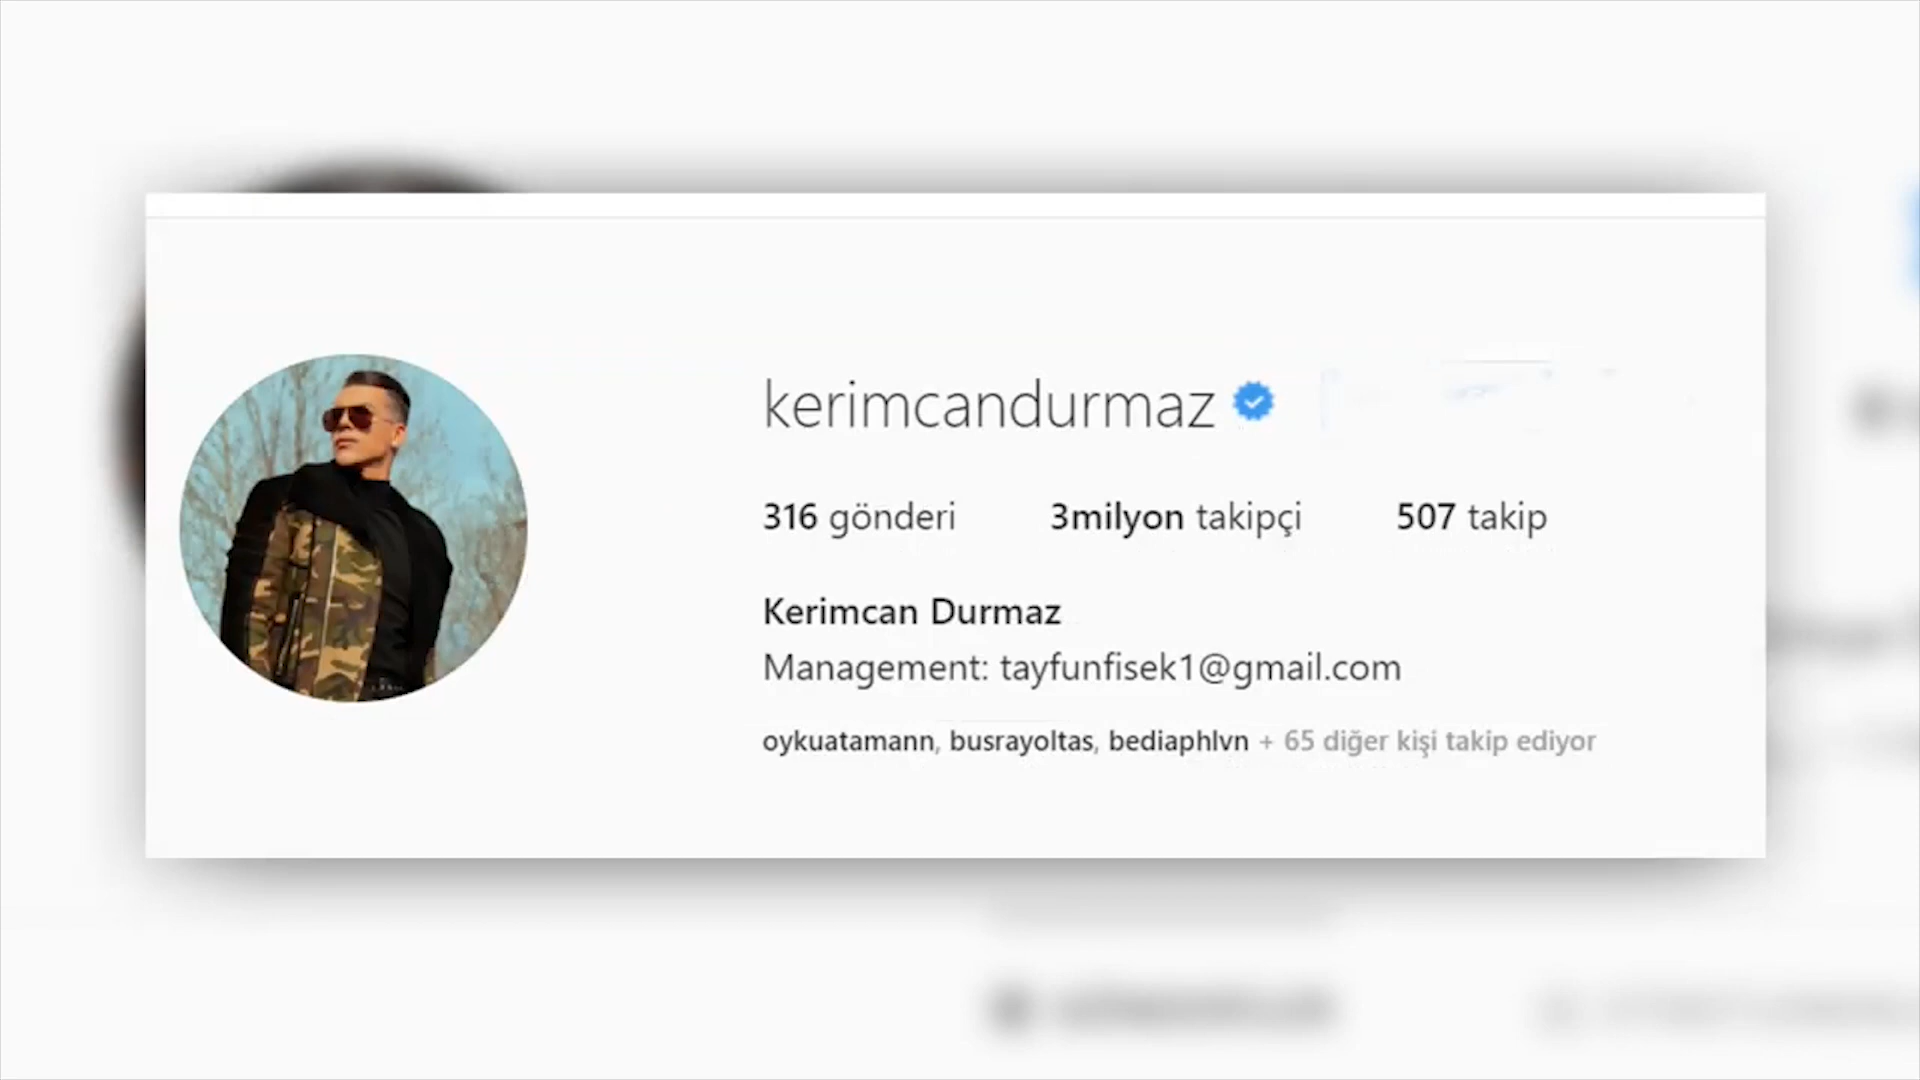 kerimcandurmaz
316 gönderi 3milyon takipçi 507 takip
Kerimcan Durmaz
Management: tayfunfisek1@gmail.com
oykuatamann, busrayoltas, bediaphlvn + 65 diğer kişi takip ediyor